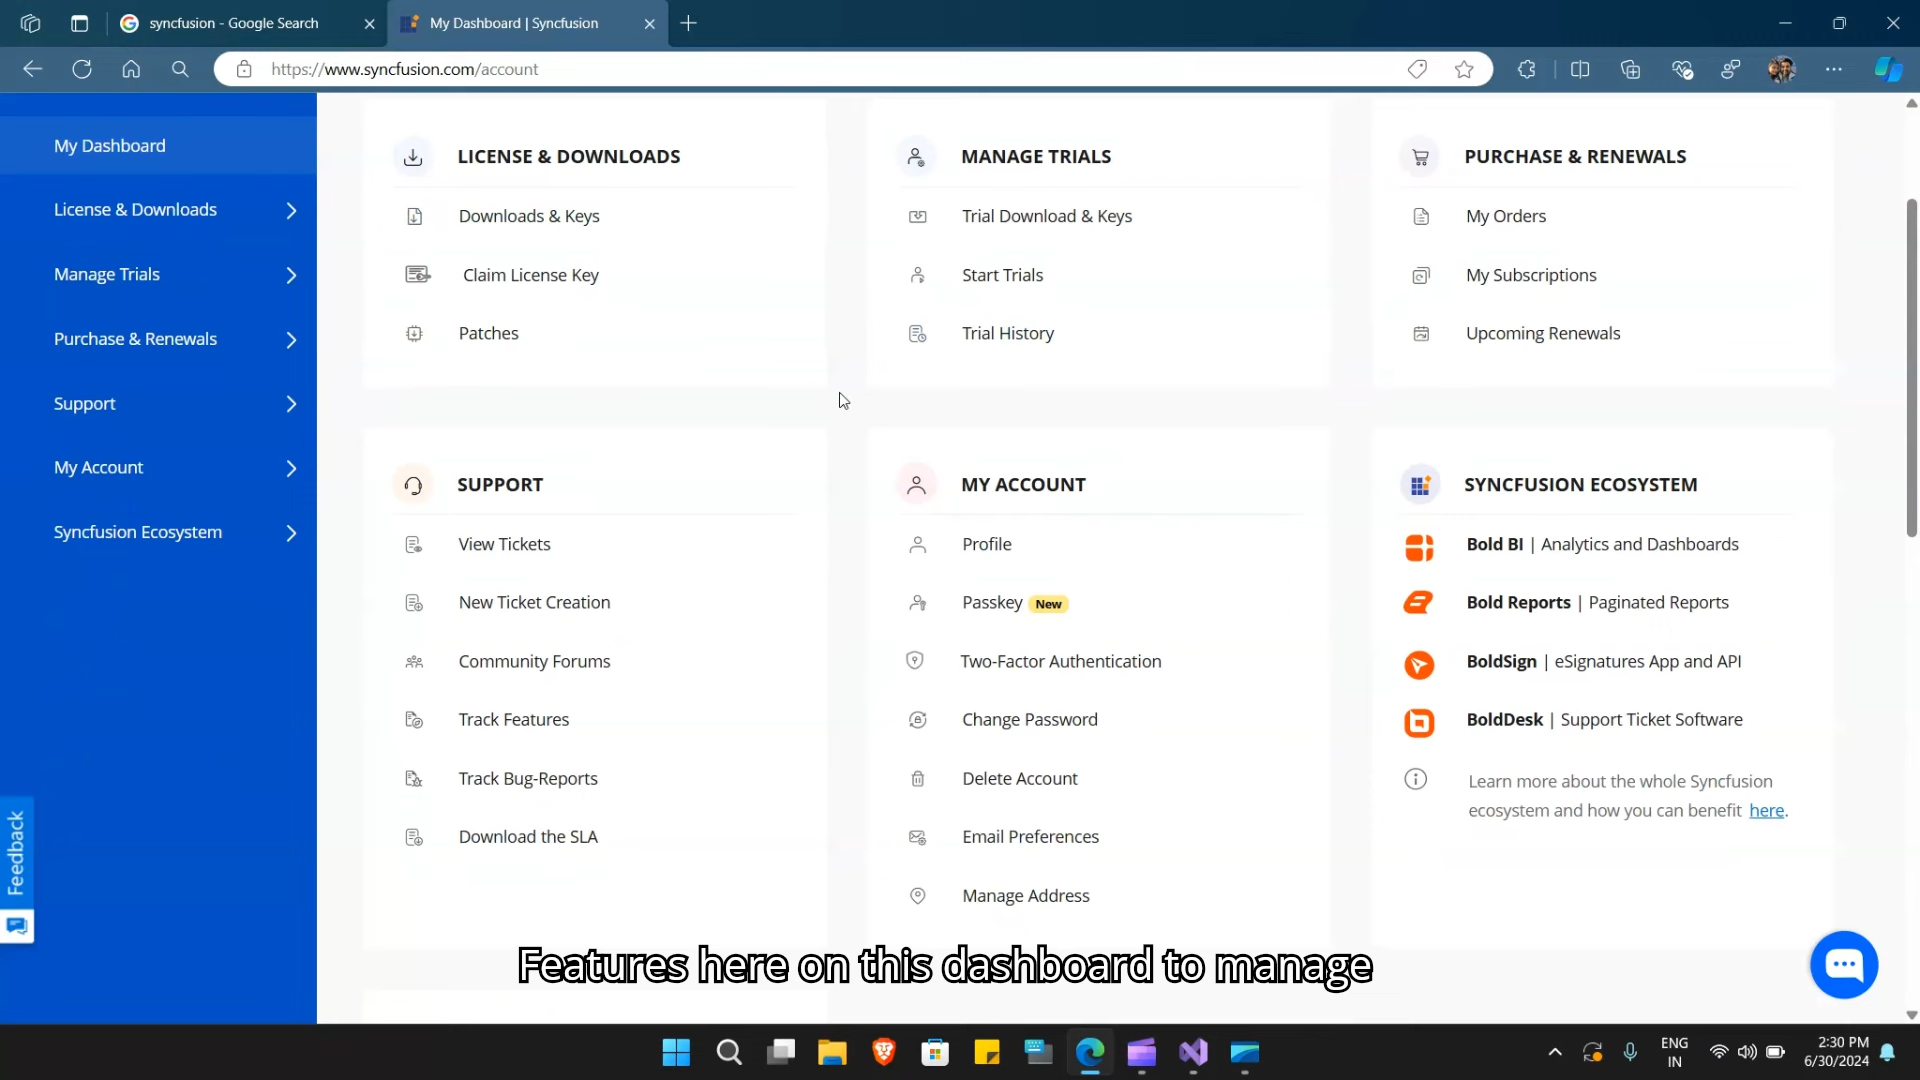 syncfusion - Google Search
My Dashboard | Syncfusion
https://www.syncfusion.com/account
My Dashboard
License & Downloads
Manage Trials
Purchase & Renewals
Support
My Account
Syncfusion Ecosystem
Feedback
LICENSE & DOWNLOADS
Downloads & Keys
Claim License Key
Patches
MANAGE TRIALS
Trial Download & Keys
Start Trials
Trial History
PURCHASE & RENEWALS
My Orders
My Subscriptions
Upcoming Renewals
SUPPORT
View Tickets
New Ticket Creation
Community Forums
Track Features
Track Bug-Reports
Download the SLA
MY ACCOUNT
Profile
Passkey New
Two-Factor Authentication
Change Password
Delete Account
Email Preferences
Manage Address
SYNCFUSION ECOSYSTEM
Bold BI | Analytics and Dashboards
Bold Reports | Paginated Reports
BoldSign | eSignatures App and API
BoldDesk | Support Ticket Software
Learn more about the whole Syncfusion
ecosystem and how you can benefit here.
Features here on this dashboard to manage
ENG
IN
2:30 PM
6/30/2024